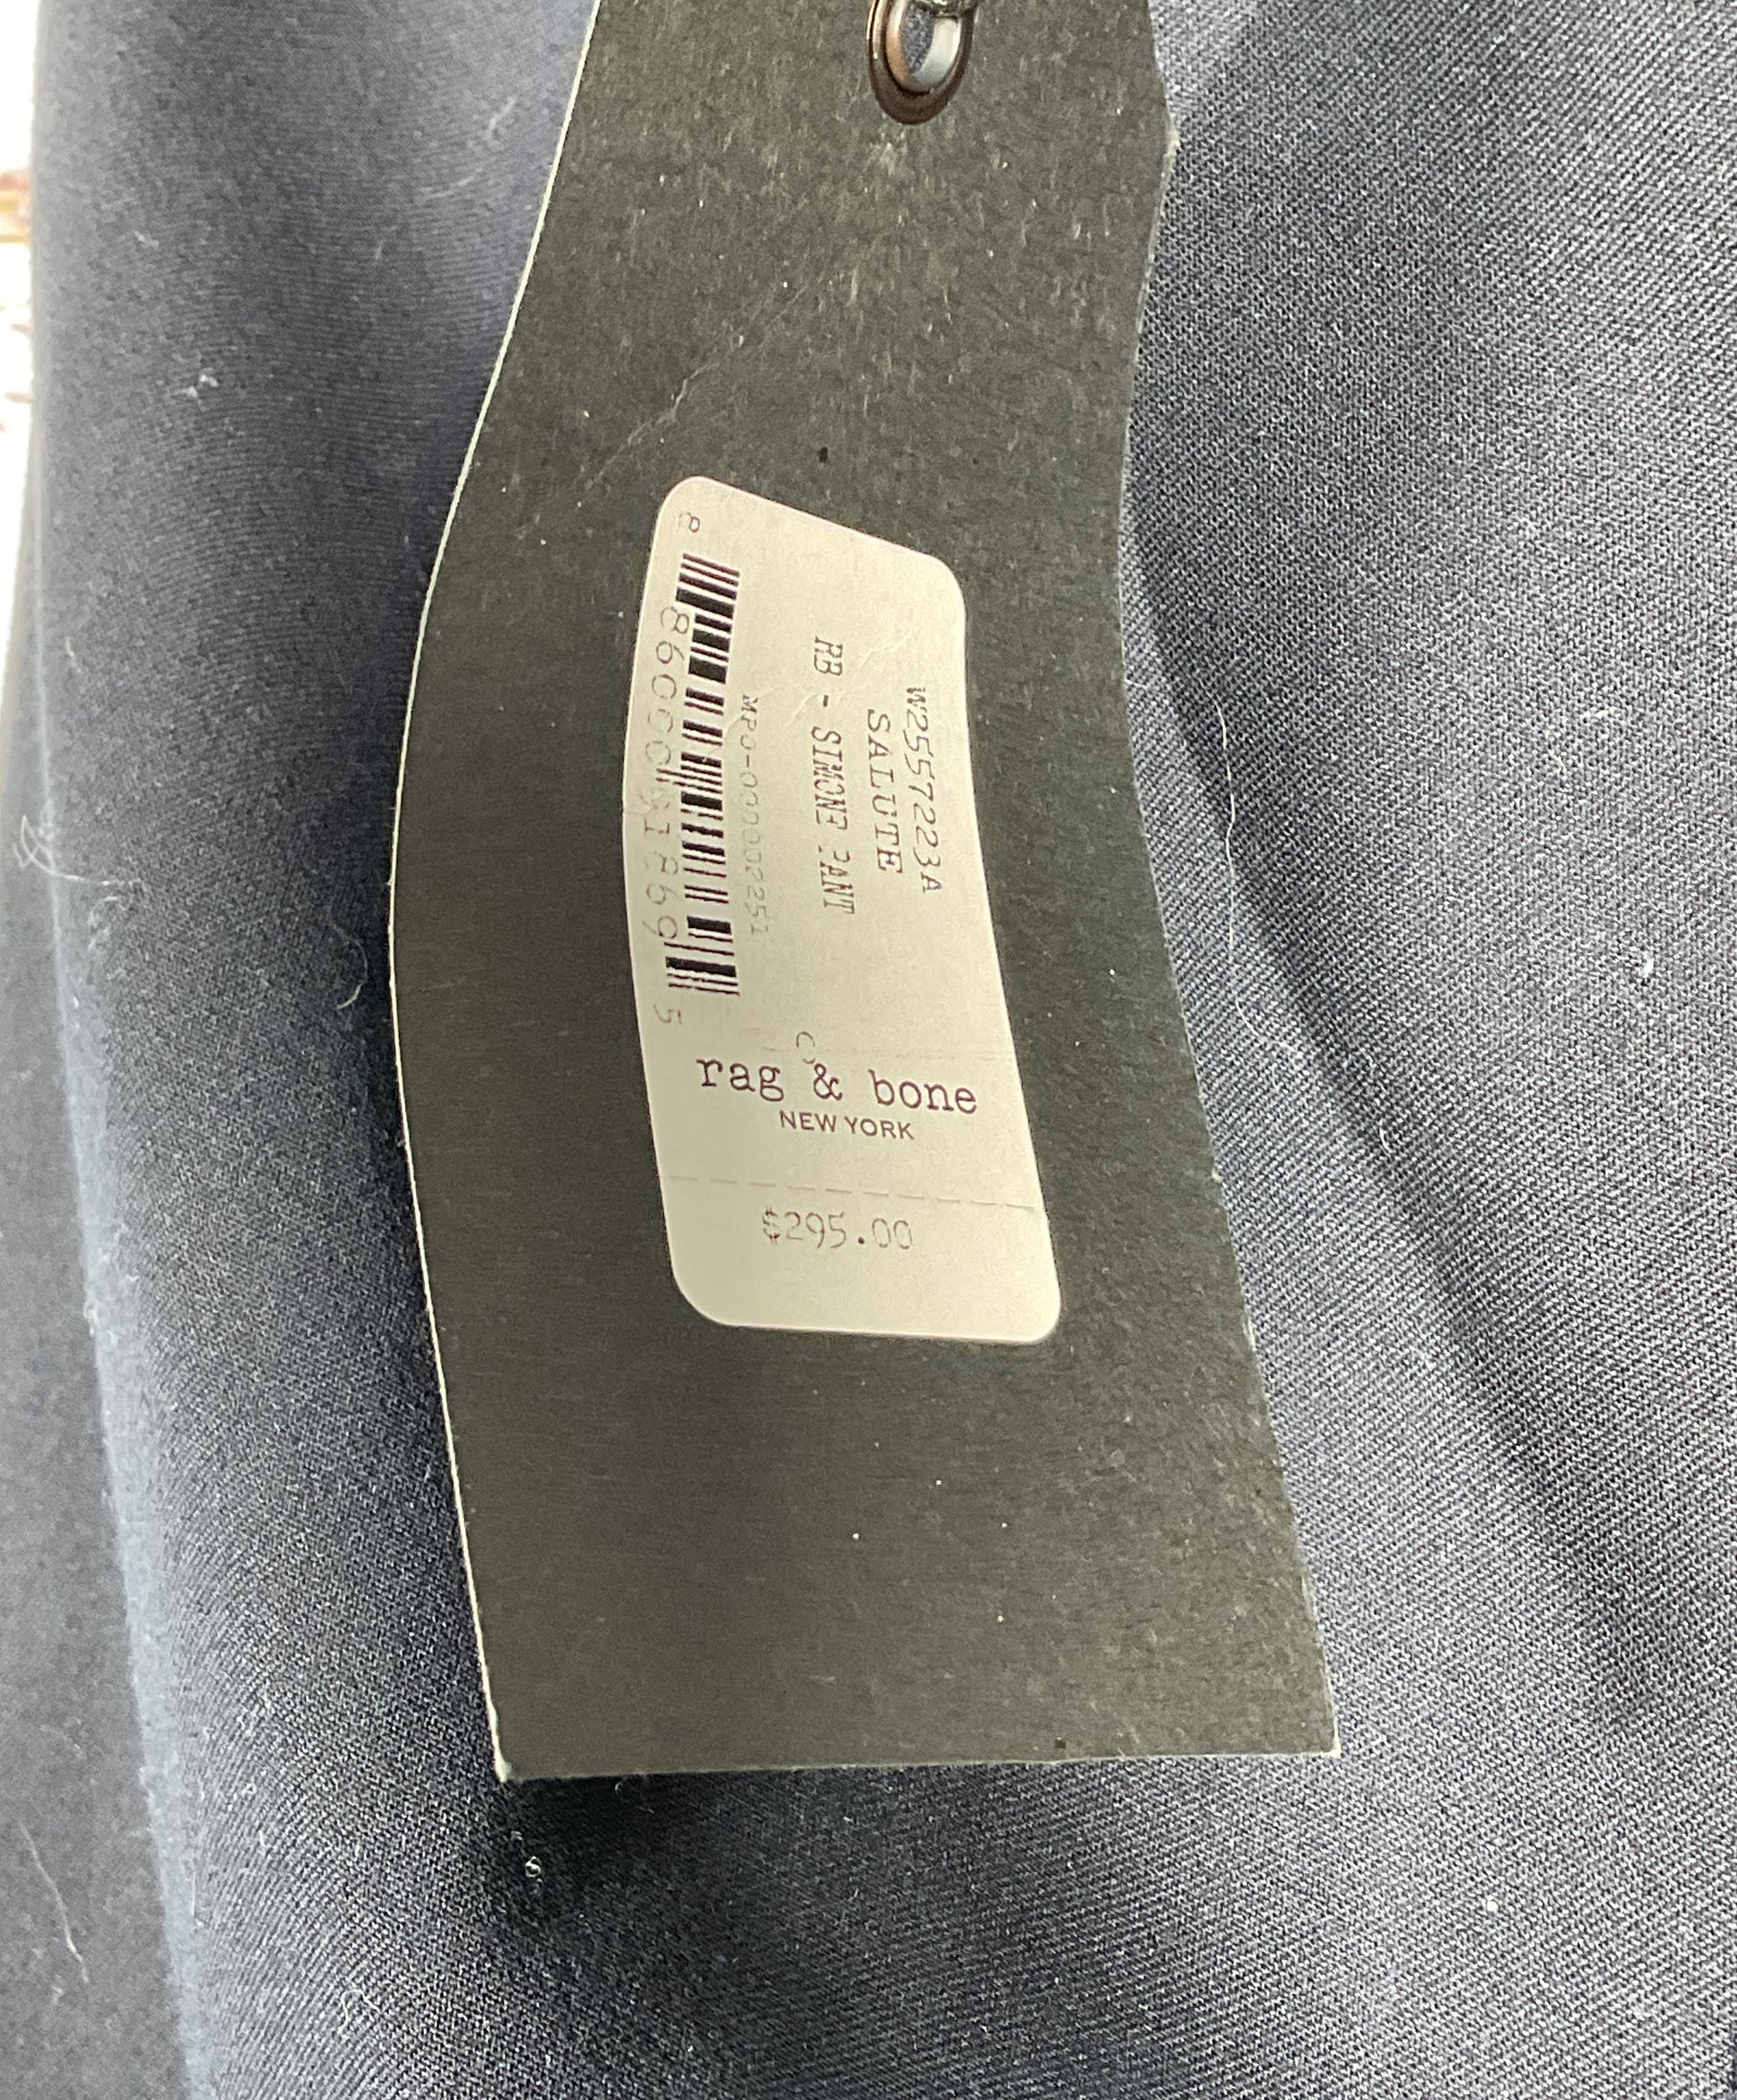 W2557223A
SALUTE
RB - SIMONE PANT
rag & bone
NEW YORK
$295.00